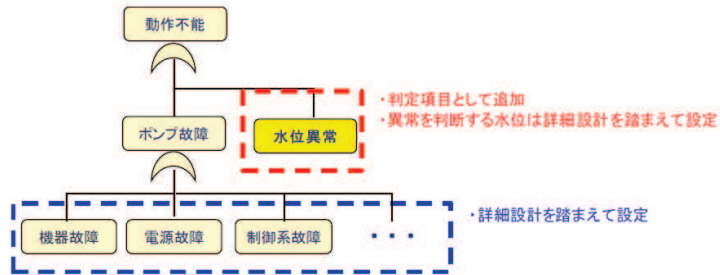 動作不能
・判定項目として追加
・異常を判断する水位は詳細設計を踏まえて設定
ポンプ故障
水位異常
・詳細設計を踏まえて設定
機器故障
電源故障
制御系故障
・・・